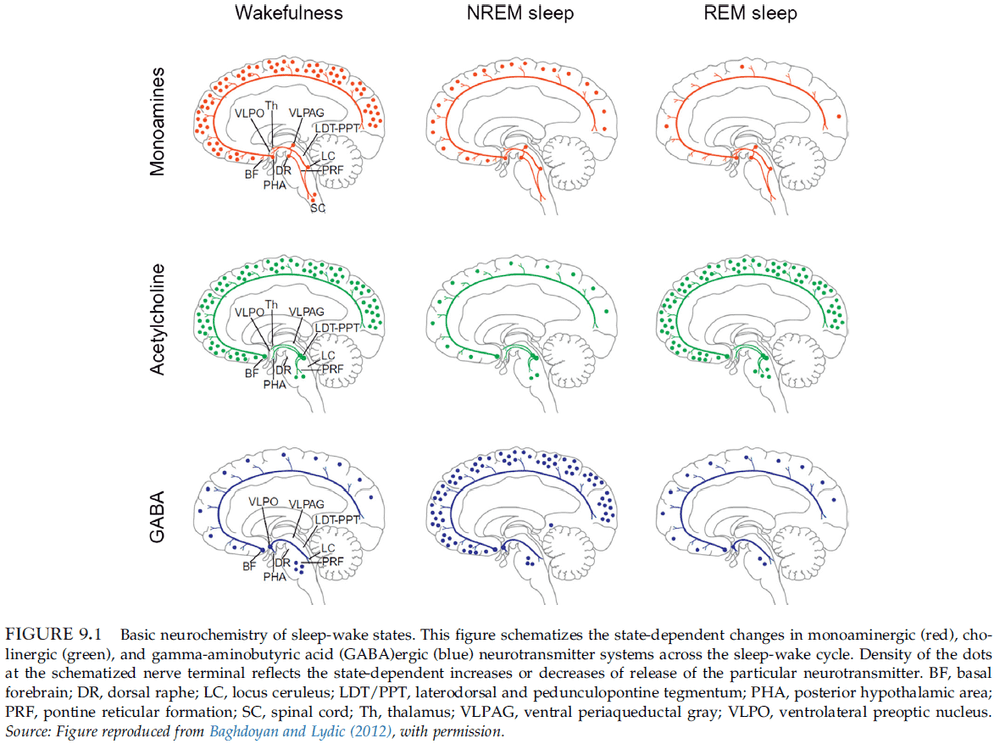 Wakefulness NREM sleep REM sleep
Monoamines
VLPO Th VLPAG
LDT-PPT
LC
BF DR PRF
PHA
SC
Acetylcholine
VLPO Th VLPAG
LDT-PPT
LC
BF DR PRF
PHA
GABA
VLPO VLPAG
LDT-PPT
LC
BF DR PRF
PHA
FIGURE 9.1 Basic neurochemistry of sleep-wake states. This figure schematizes the state-dependent changes in monoaminergic (red), cho-
linergic (green), and gamma-aminobutyric acid (GABA)ergic (blue) neurotransmitter systems across the sleep-wake cycle. Density of the dots
at the schematized nerve terminal reflects the state-dependent increases or decreases of release of the particular neurotransmitter. BF, basal
forebrain; DR, dorsal raphe; LC, locus ceruleus; LDT/PPT, laterodorsal and pedunculopontine tegmentum; PHA, posterior hypothalamic area;
PRF, pontine reticular formation; SC, spinal cord; Th, thalamus; VLPAG, ventral periaqueductal gray; VLPO, ventrolateral preoptic nucleus.
Source: Figure reproduced from Baghdoyan and Lydic (2012), with permission.